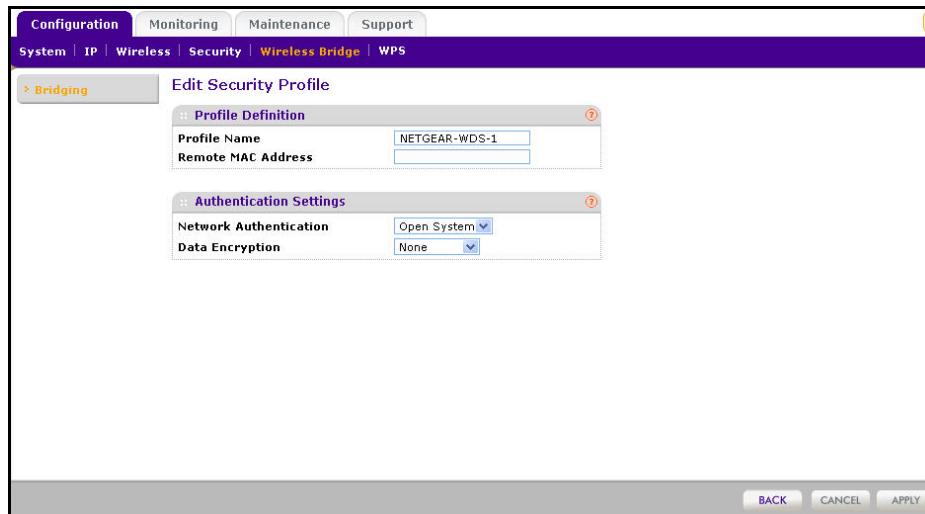 Configuration Monitoring Maintenance Support
System | IP | Wireless | Security | Wireless Bridge | WPS
> Bridging
Edit Security Profile
:: Profile Definition ?
Profile Name NETGEAR-WDS-1
Remote MAC Address
:: Authentication Settings ?
Network Authentication Open System
Data Encryption None
BACK CANCEL APPLY